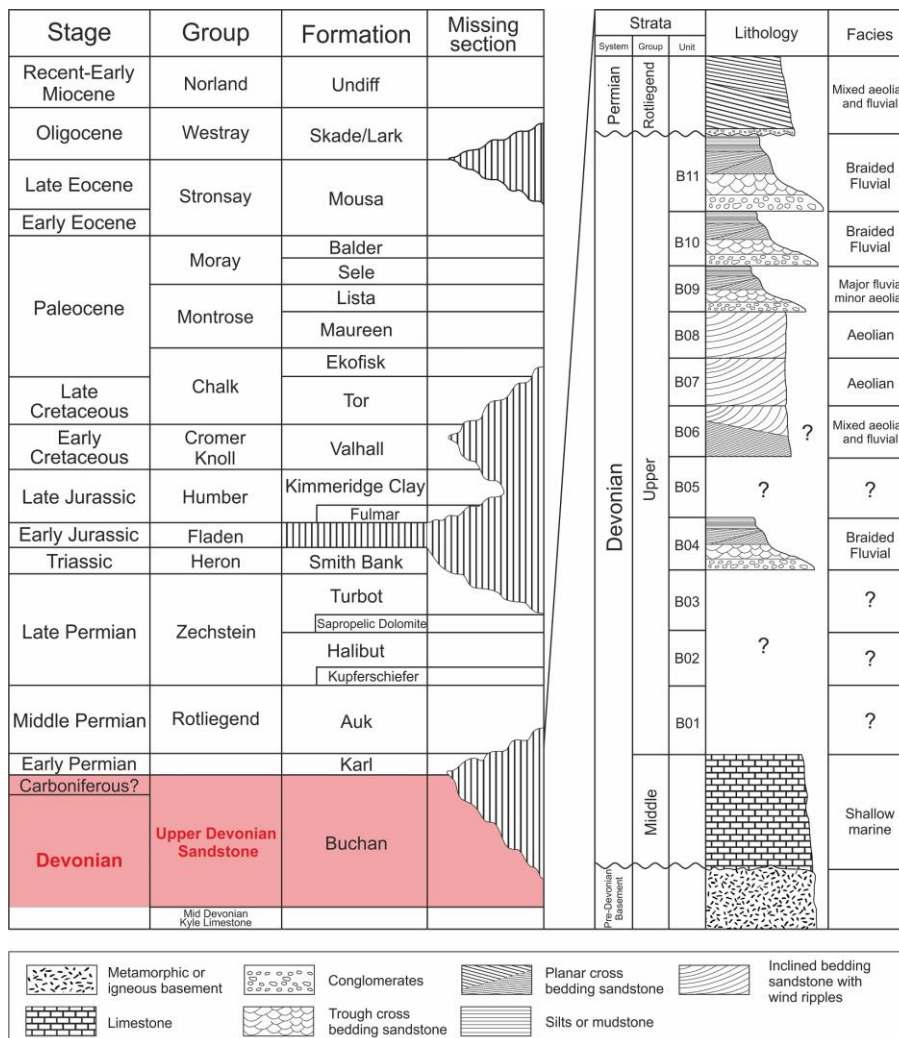 Stage
Group
Formation
Missing
section
Recent-Early
Miocene
Norland
Undiff
Oligocene
Westray
Skade/Lark
Late Eocene
Stronsay
Mousa
Early Eocene
Paleocene
Moray
Balder
Sele
Montrose
Lista
Maureen
Chalk
Ekofisk
Late
Cretaceous
Tor
Early
Cretaceous
Cromer
Knoll
Valhall
Late Jurassic
Humber
Kimmeridge Clay
Fulmar
Early Jurassic
Fladen
Triassic
Heron
Smith Bank
Late Permian
Zechstein
Turbot
Sapropelic Dolomite
Halibut
Kupferschiefer
Middle Permian
Rotliegend
Auk
Early Permian
Karl
Carboniferous?
Devonian
Upper Devonian
Sandstone
Buchan
Mid Devonian
Kyle Limestone
Strata
System
Group
Unit
Lithology
Facies
Permian
Rotliegend
Mixed aeolia
and fluvial
Devonian
Upper
B11
Braided
Fluvial
B10
Braided
Fluvial
B09
Major fluvia
minor aeolia
B08
Aeolian
B07
Aeolian
B06
?
Mixed aeolia
and fluvial
B05
?
?
B04
Braided
Fluvial
B03
?
B02
?
?
B01
?
Middle
Shallow
marine
Pre-Devonian
Basement
Metamorphic or
igneous basement
Conglomerates
Planar cross
bedding sandstone
Inclined bedding
sandstone with
wind ripples
Limestone
Trough cross
bedding sandstone
Silts or mudstone